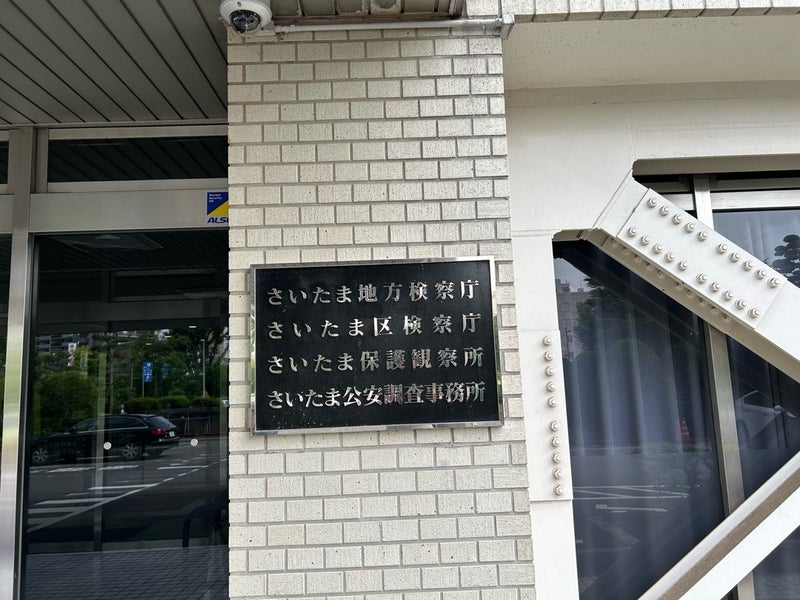 さいたま地方検察庁
さいたま区検察庁
さいたま保護観察所
さいたま公安調査事務所